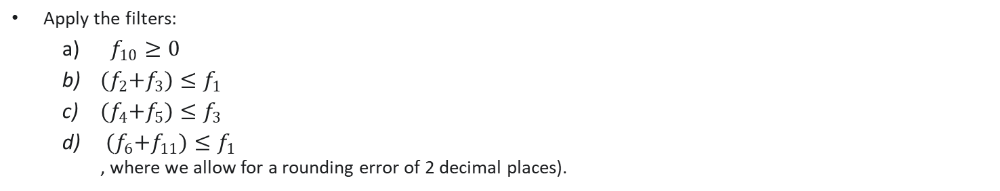 • Apply the filters:
a) f₁₀ ≥ 0
b) (f₂+f₃) ≤ f₁
c) (f₄+f₅) ≤ f₃
d) (f₆+f₁₁) ≤ f₁
, where we allow for a rounding error of 2 decimal places).